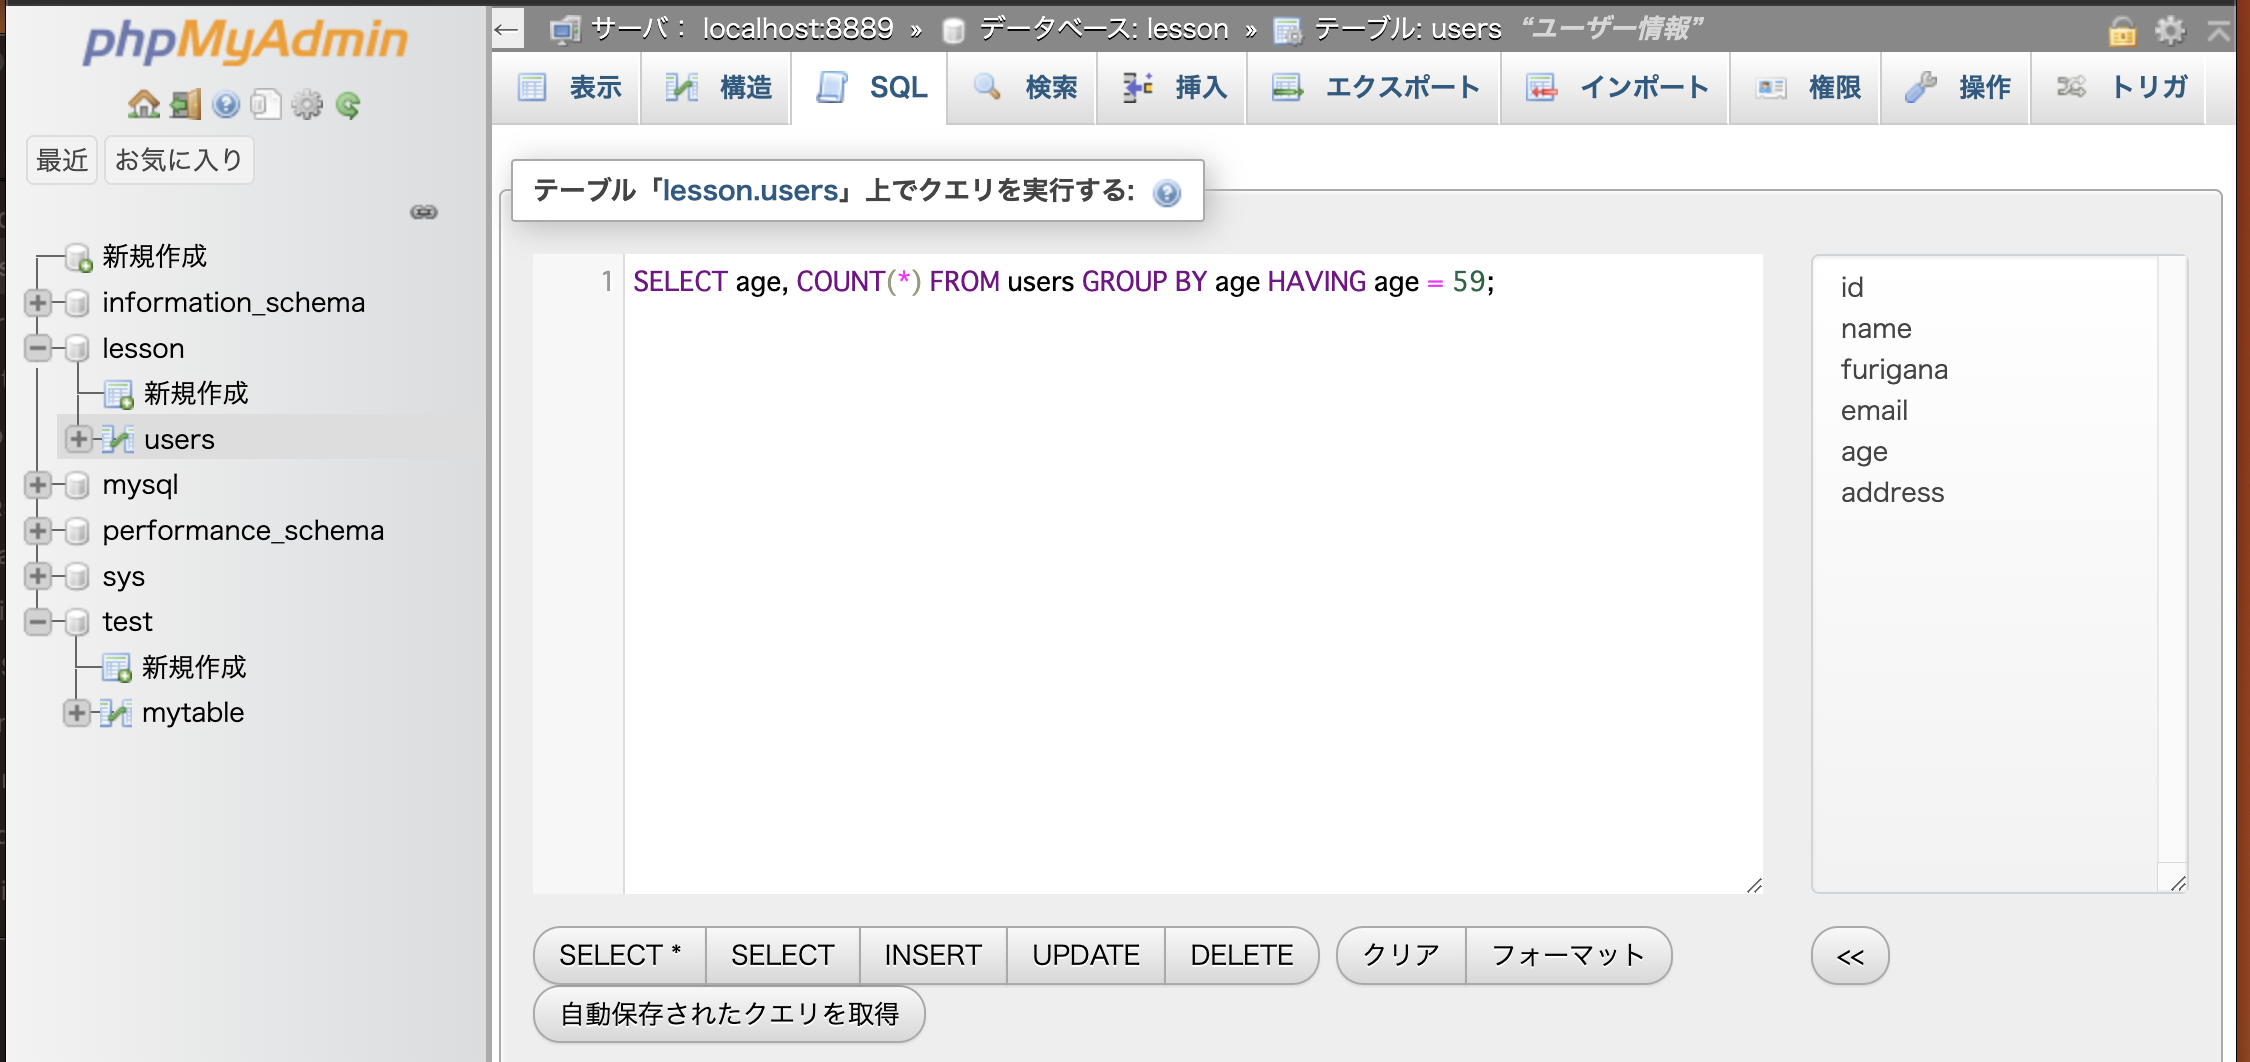 phpMyAdmin
最近 お気に入り
新規作成
information_schema
lesson
新規作成
users
mysql
performance_schema
sys
test
新規作成
mytable
サーバ： localhost:8889 » データベース: lesson » テーブル: users “ユーザー情報”
表示 構造 SQL 検索 挿入 エクスポート インポート 権限 操作 トリガ
テーブル「lesson.users」上でクエリを実行する:
1 SELECT age, COUNT(*) FROM users GROUP BY age HAVING age = 59;
id
name
furigana
email
age
address
SELECT * SELECT INSERT UPDATE DELETE クリア フォーマット <<
自動保存されたクエリを取得